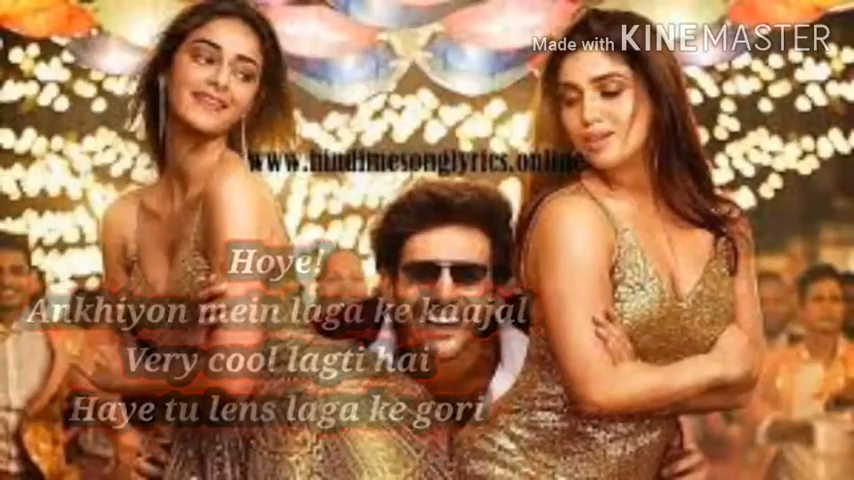 Made with KINEMASTER
www.hindimesonglyrics.online
Hoye!
Ankhiyon mein laga ke kaajal
Very cool lagti hai
Haye tu lens laga ke gori